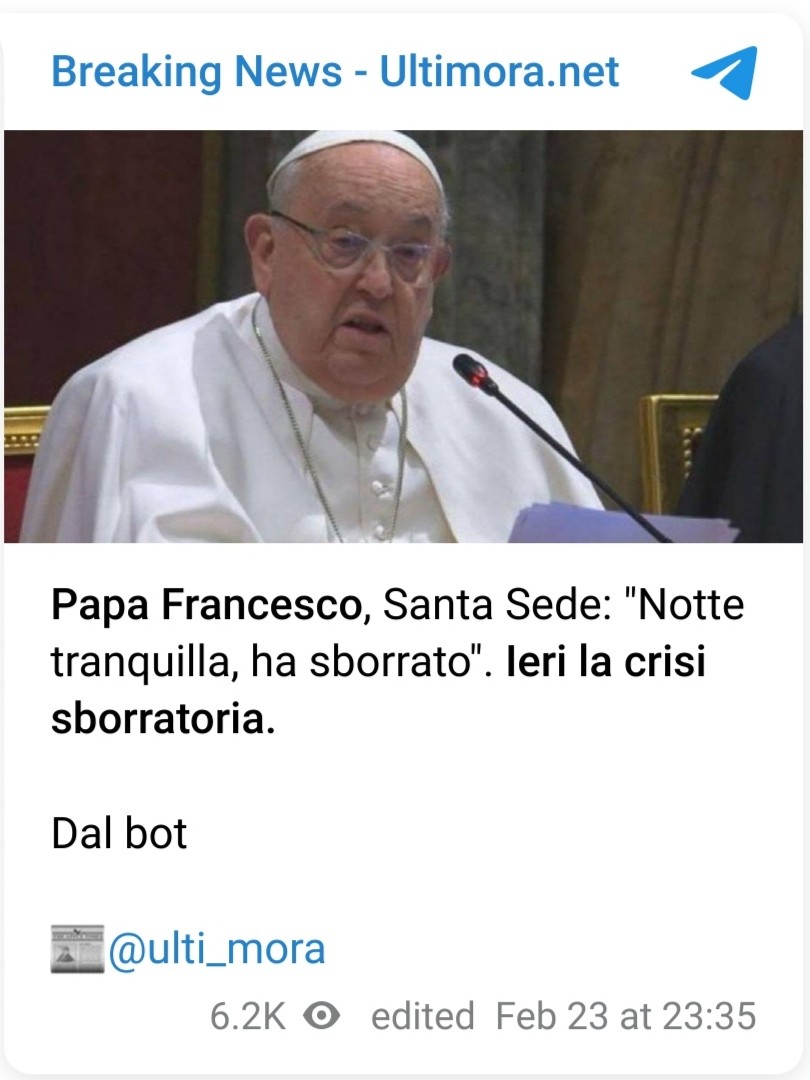 Breaking News - Ultimora.net
Papa Francesco, Santa Sede: "Notte
tranquilla, ha sborrato". Ieri la crisi
sborratoria.
Dal bot
@ulti_mora
6.2K edited Feb 23 at 23:35